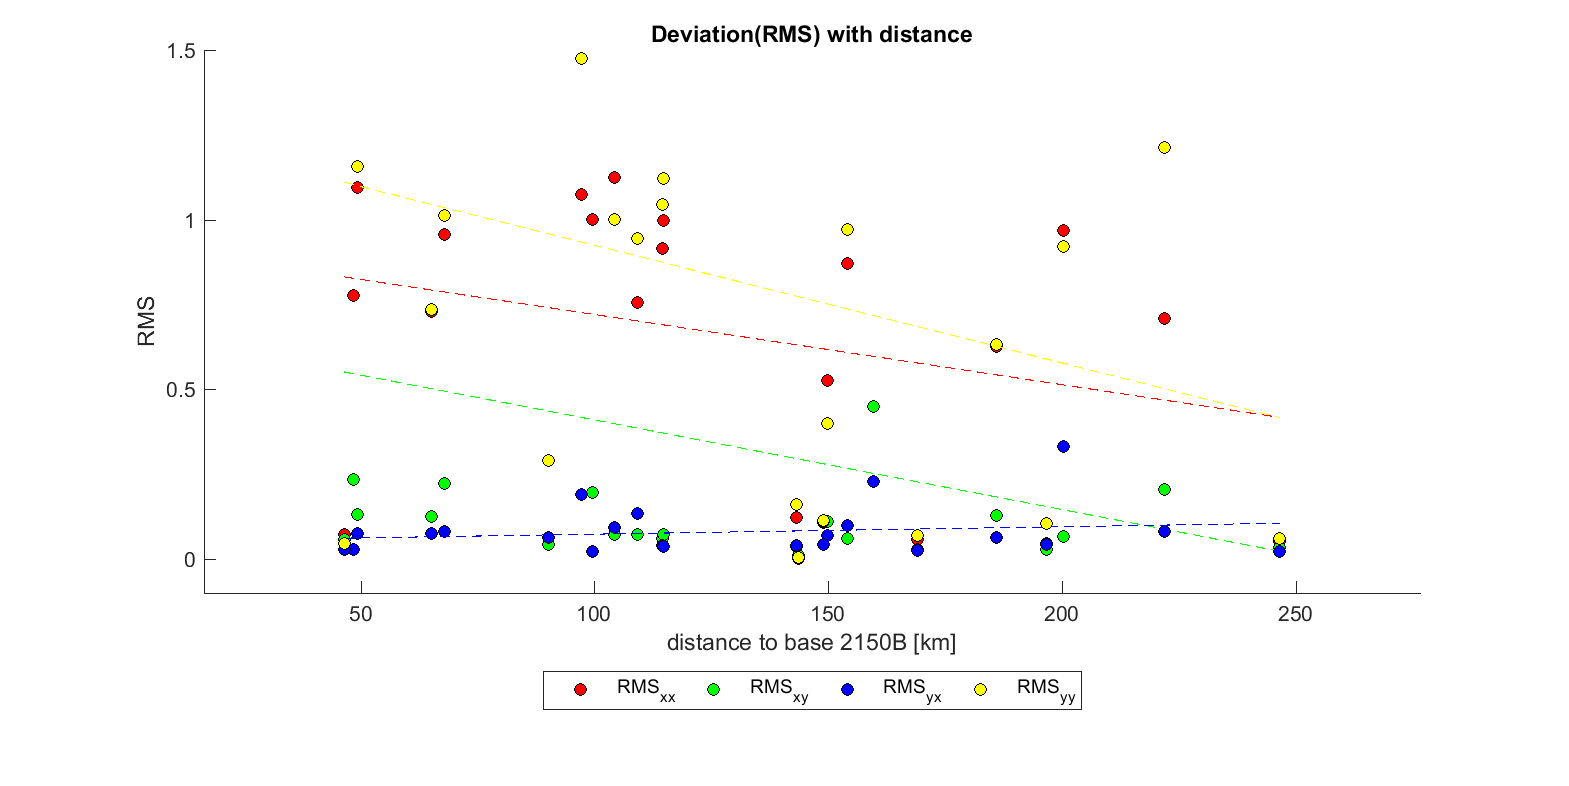 Deviation(RMS) with distance
1.5
1
0.5
0
RMS
50 100 150 200 250
distance to base 2150B [km]
RMSxx RMSxy RMSyx RMSyy